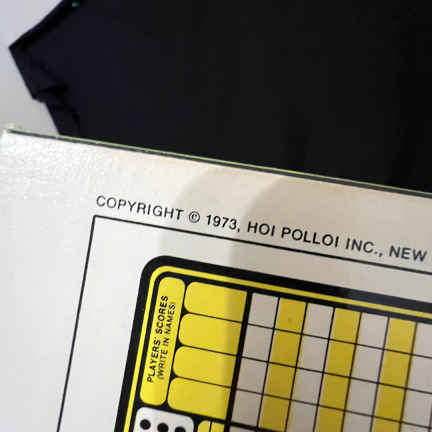 COPYRIGHT © 1973, HOI POLLOI INC., NEW
PLAYERS' SCORES
(WRITE IN NAMES)